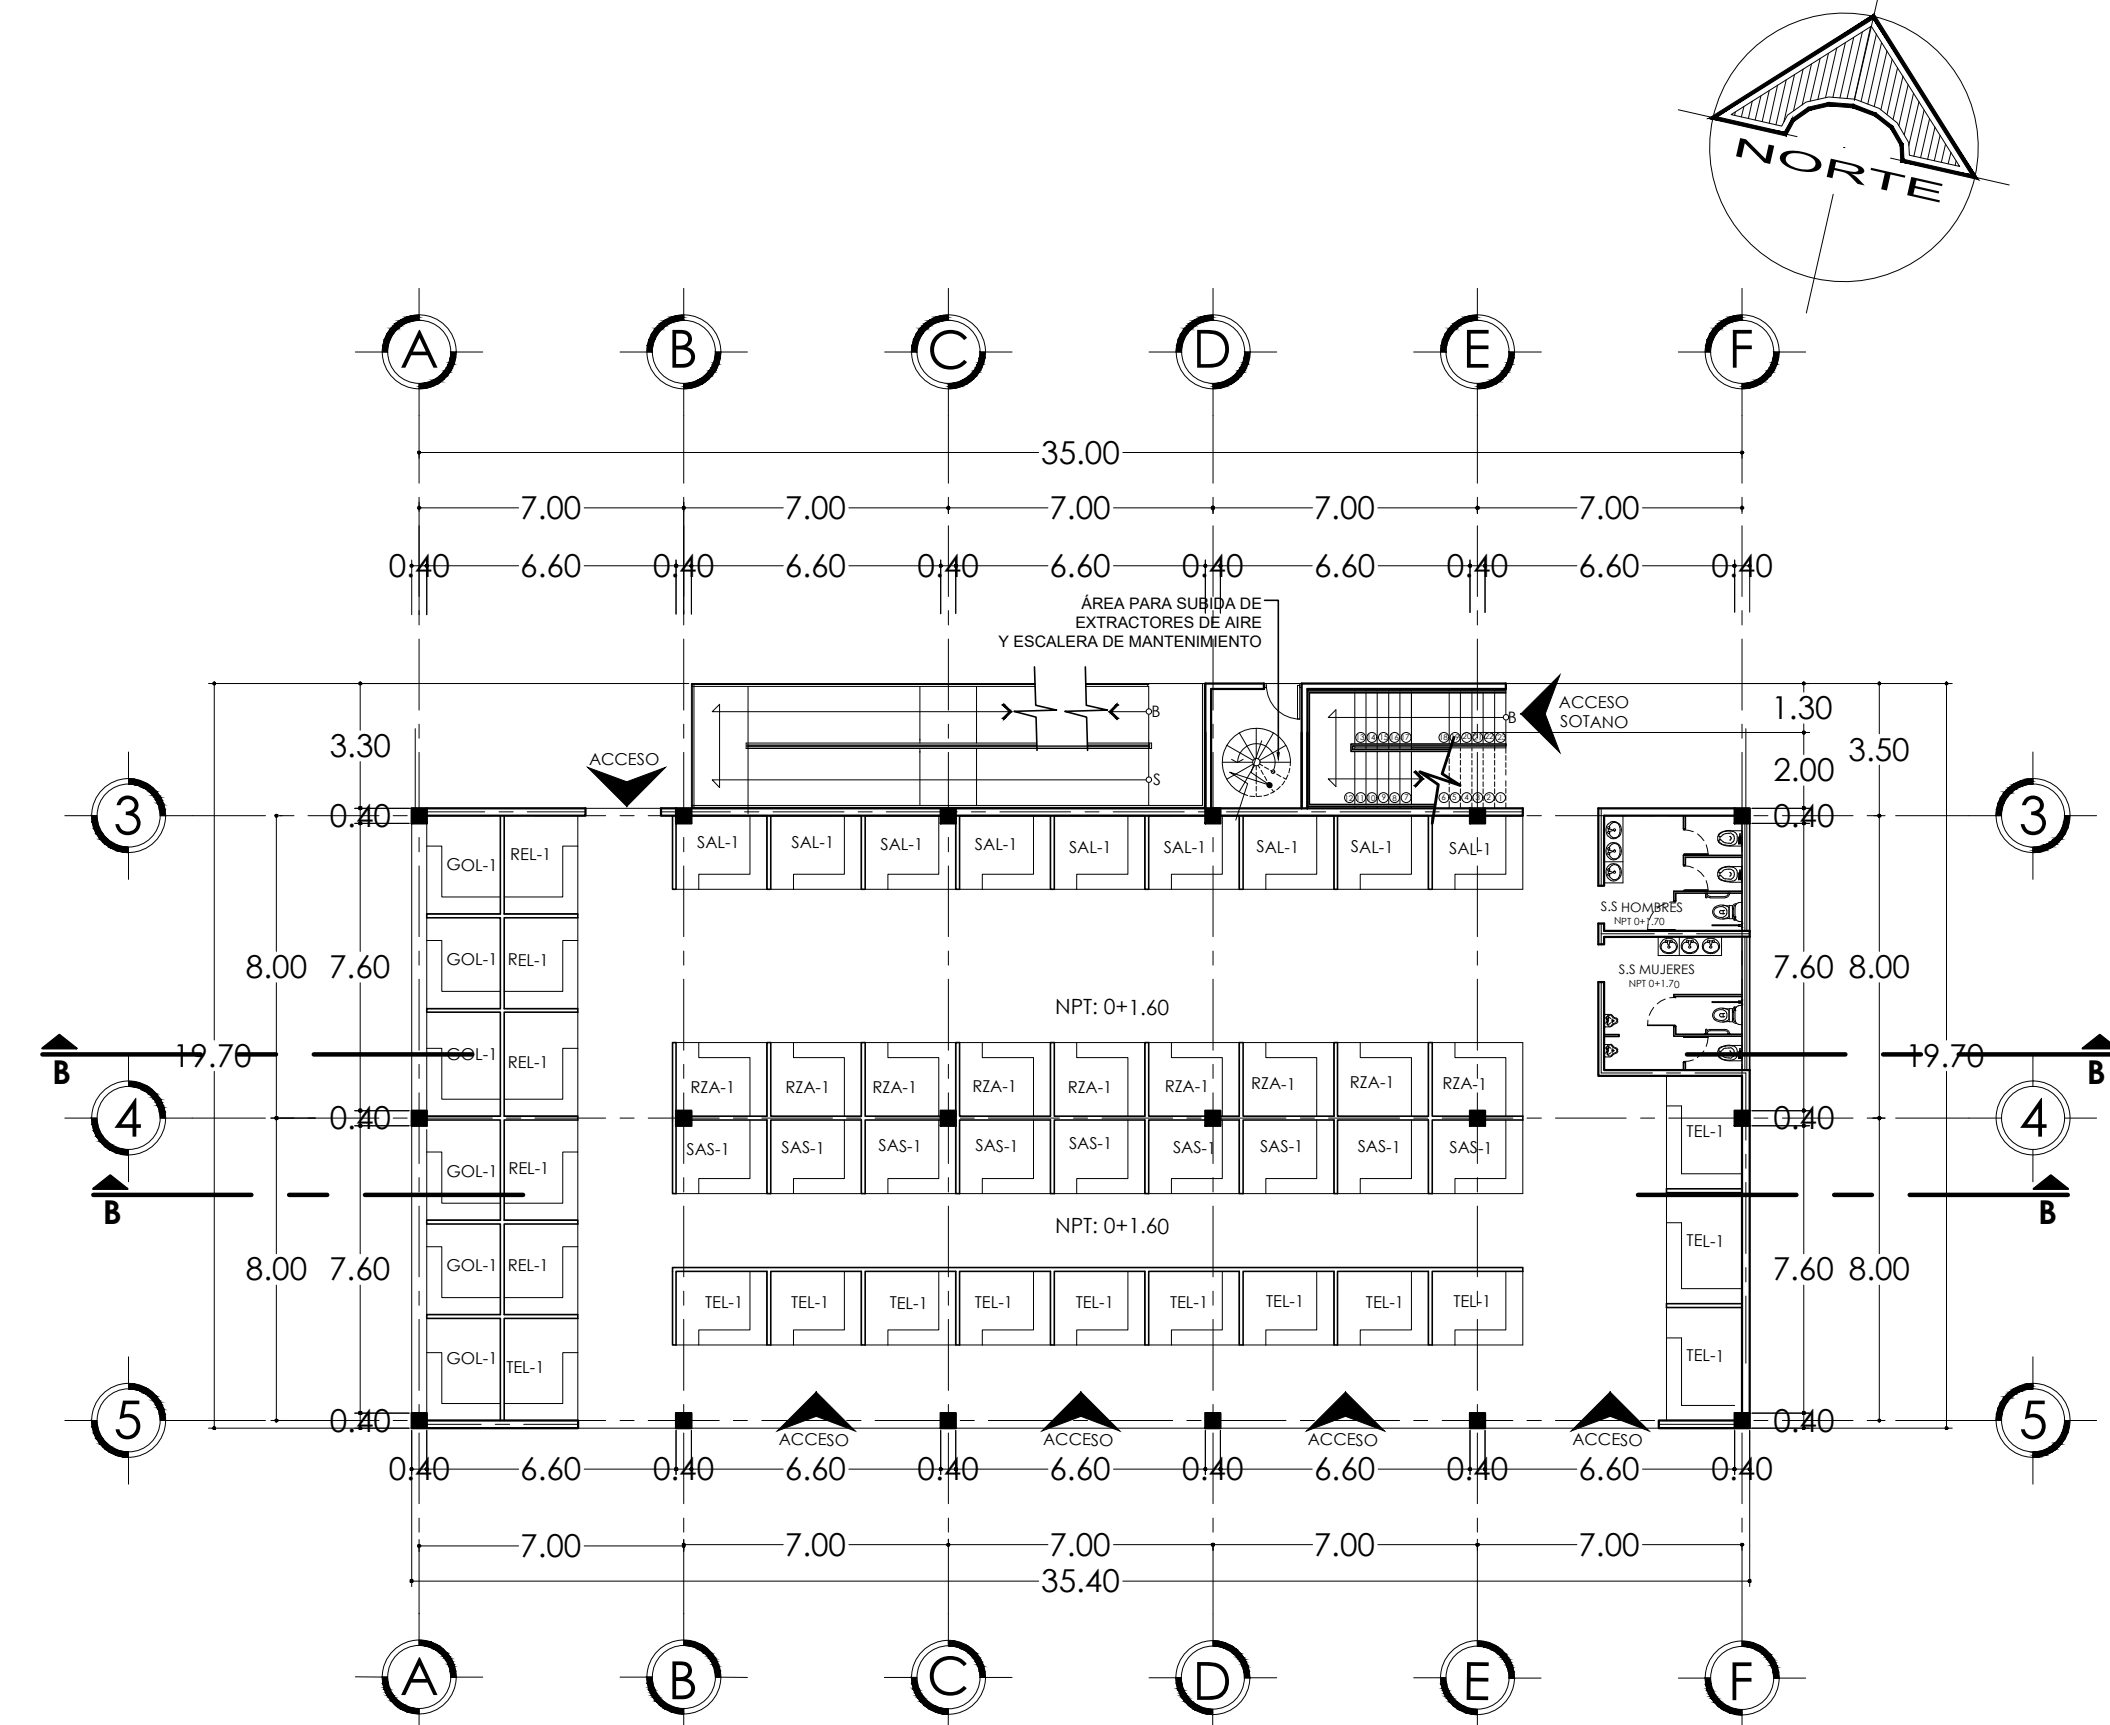 NORTE
A B C D E F
35.00
7.00 7.00 7.00 7.00 7.00
0.40 6.60 0.40 6.60 0.40 6.60 0.40 6.60 0.40 6.60 0.40
ÁREA PARA SUBIDA DE
EXTRACTORES DE AIRE
Y ESCALERA DE MANTENIMIENTO
B
S
B
ACCESO
SOTANO
ACCESO
1.30
3.30
3.50
2.00
3
0.40
0.40
3
GOL-1 REL-1
SAL-1 SAL-1 SAL-1 SAL-1 SAL-1 SAL-1 SAL-1 SAL-1 SAL-1
S.S HOMBRES
NPT 0+1.70
GOL-1 REL-1
8.00 7.60
7.60 8.00
S.S MUJERES
NPT 0+1.70
NPT: 0+1.60
19.70
19.70
B
B
GOL-1 REL-1
RZA-1 RZA-1 RZA-1 RZA-1 RZA-1 RZA-1 RZA-1 RZA-1 RZA-1
4
0.40
0.40
4
TEL-1
GOL-1 REL-1
SAS-1 SAS-1 SAS-1 SAS-1 SAS-1 SAS-1 SAS-1 SAS-1 SAS-1
B
B
NPT: 0+1.60
TEL-1
8.00 7.60
GOL-1 REL-1
7.60 8.00
TEL-1 TEL-1 TEL-1 TEL-1 TEL-1 TEL-1 TEL-1 TEL-1 TEL-1
GOL-1 TEL-1
TEL-1
5
0.40
0.40
5
ACCESO ACCESO ACCESO ACCESO
0.40 6.60 0.40 6.60 0.40 6.60 0.40 6.60 0.40 6.60 0.40
7.00 7.00 7.00 7.00 7.00
35.40
A B C D E F